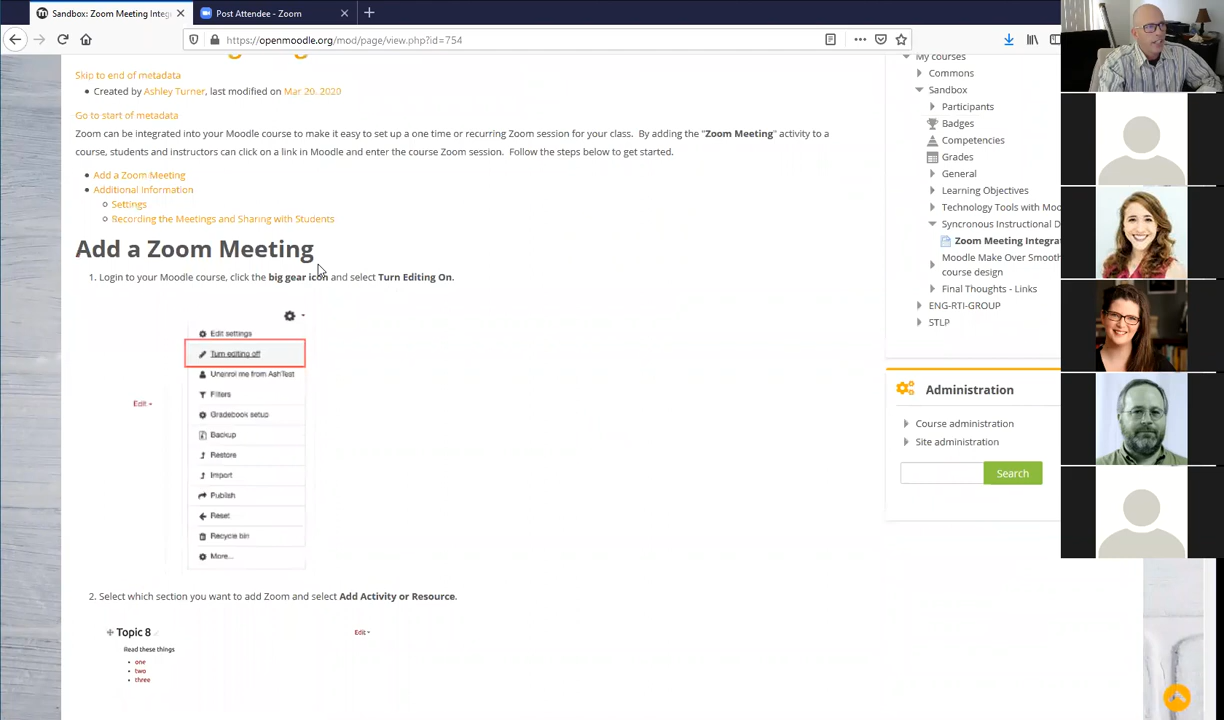 Sandbox: Zoom Meeting Integ
Post Attendee - Zoom
https://openmoodle.org/mod/page/view.php?id=754
Skip to end of metadata
Created by Ashley Turner, last modified on Mar 29. 2020
Go to start of metadata
Zoom can be integrated into your Moodle course to make it easy to set up a one time or recurring Zoom session for your class. By adding the "Zoom Meeting" activity to a
course, students and instructors can click on a link in Moodle and enter the course Zoom session. Follow the steps below to get started.
Add a Zoom Meeting
Additional Information
Settings
Recording the Meetings and Sharing with Students
Add a Zoom Meeting
1. Login to your Moodle course, click the big gear icon and select Turn Editing On.
Edit settings
Turn editing off
Unenrol me from AshTest
Filters
Edit
Gradebook setup
Backup
Restore
Import
Publish
Reset
Recycle bin
More...
2. Select which section you want to add Zoom and select Add Activity or Resource.
Topic 8
Edit
Read these things
one
two
three
My courses
Commons
Sandbox
Participants
Badges
Competencies
Grades
General
Learning Objectives
Technology Tools with Moo
Syncronous Instructional D
Zoom Meeting Integra
Moodle Make Over Smooth
course design
Final Thoughts - Links
ENG-RTI-GROUP
STLP
Administration
Course administration
Site administration
Search